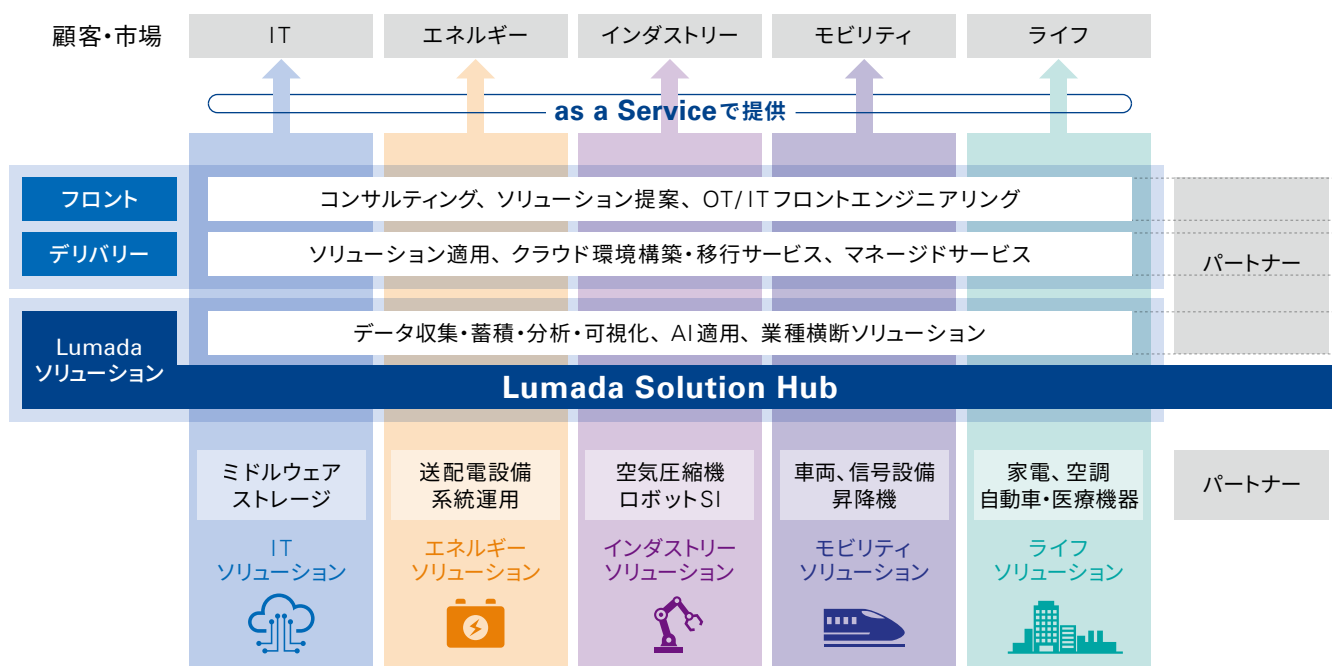 顧客・市場
IT
エネルギー
インダストリー
モビリティ
ライフ
as a Serviceで提供
フロント
コンサルティング、ソリューション提案、OT/ITフロントエンジニアリング
デリバリー
ソリューション適用、クラウド環境構築・移行サービス、マネージドサービス
パートナー
Lumada
ソリューション
データ収集・蓄積・分析・可視化、AI適用、業種横断ソリューション
Lumada Solution Hub
ミドルウェア
ストレージ
送配電設備
系統運用
空気圧縮機
ロボットSI
車両、信号設備
昇降機
家電、空調
自動車・医療機器
パートナー
IT
ソリューション
エネルギー
ソリューション
インダストリー
ソリューション
モビリティ
ソリューション
ライフ
ソリューション